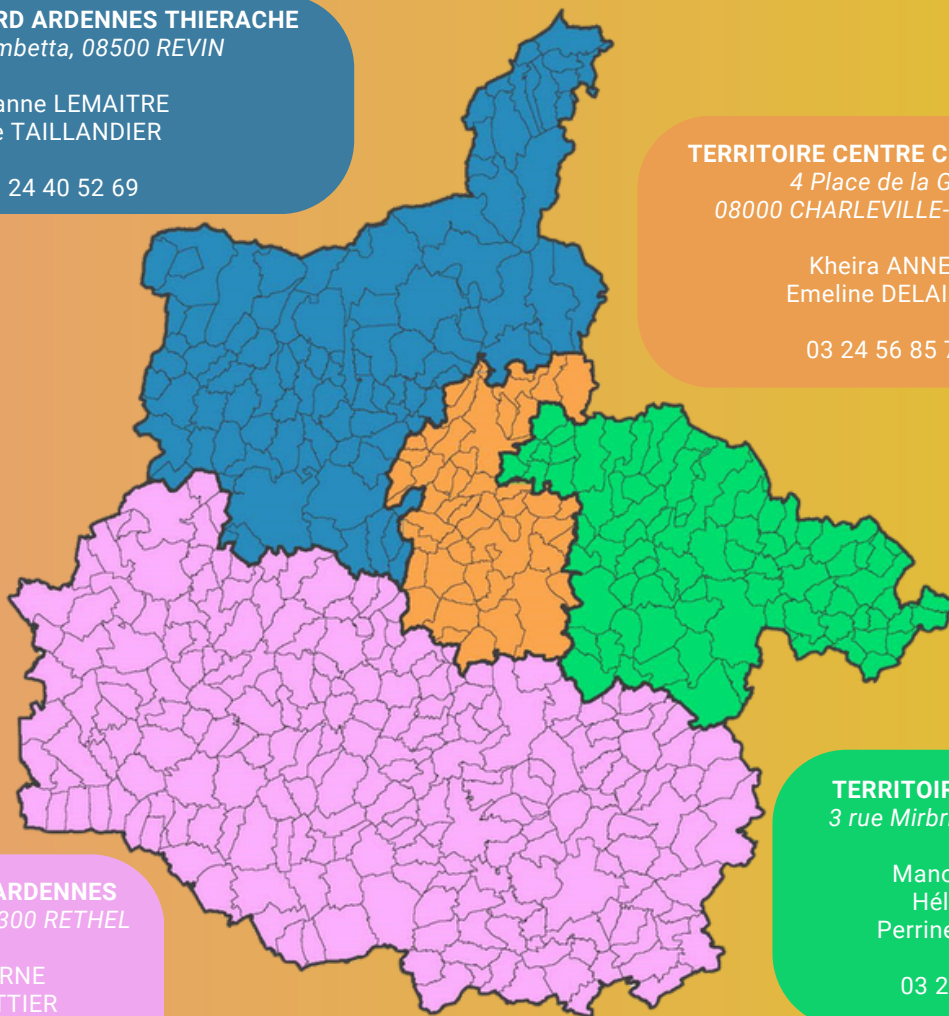 RD ARDENNES THIERACHE
mbetta, 08500 REVIN
anne LEMAITRE
e TAILLANDIER
24 40 52 69
TERRITOIRE CENTRE C
4 Place de la G
08000 CHARLEVILLE-
Kheira ANNE
Emeline DELAI
03 24 56 85 7
TERRITOIR
3 rue Mirbr
Mano
Hél
Perrine
03 2
ARDENNES
300 RETHEL
RNE
TTIER